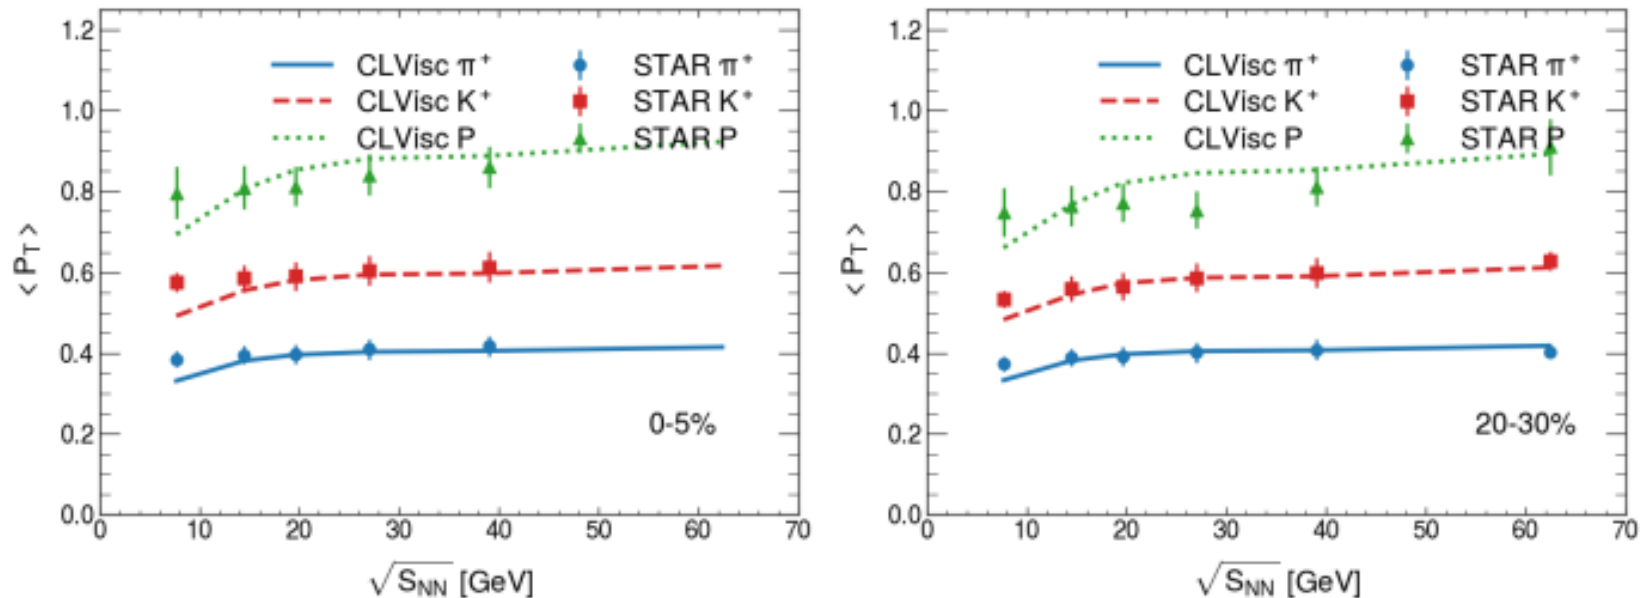 1.2
1.0
0.8
0.6
0.4
0.2
0.0
< P_T >
CLVisc π⁺
CLVisc K⁺
CLVisc P
STAR π⁺
STAR K⁺
STAR P
0-5%
0 10 20 30 40 50 60 70
√S_NN [GeV]
1.2
1.0
0.8
0.6
0.4
0.2
0.0
< P_T >
CLVisc π⁺
CLVisc K⁺
CLVisc P
STAR π⁺
STAR K⁺
STAR P
20-30%
0 10 20 30 40 50 60 70
√S_NN [GeV]